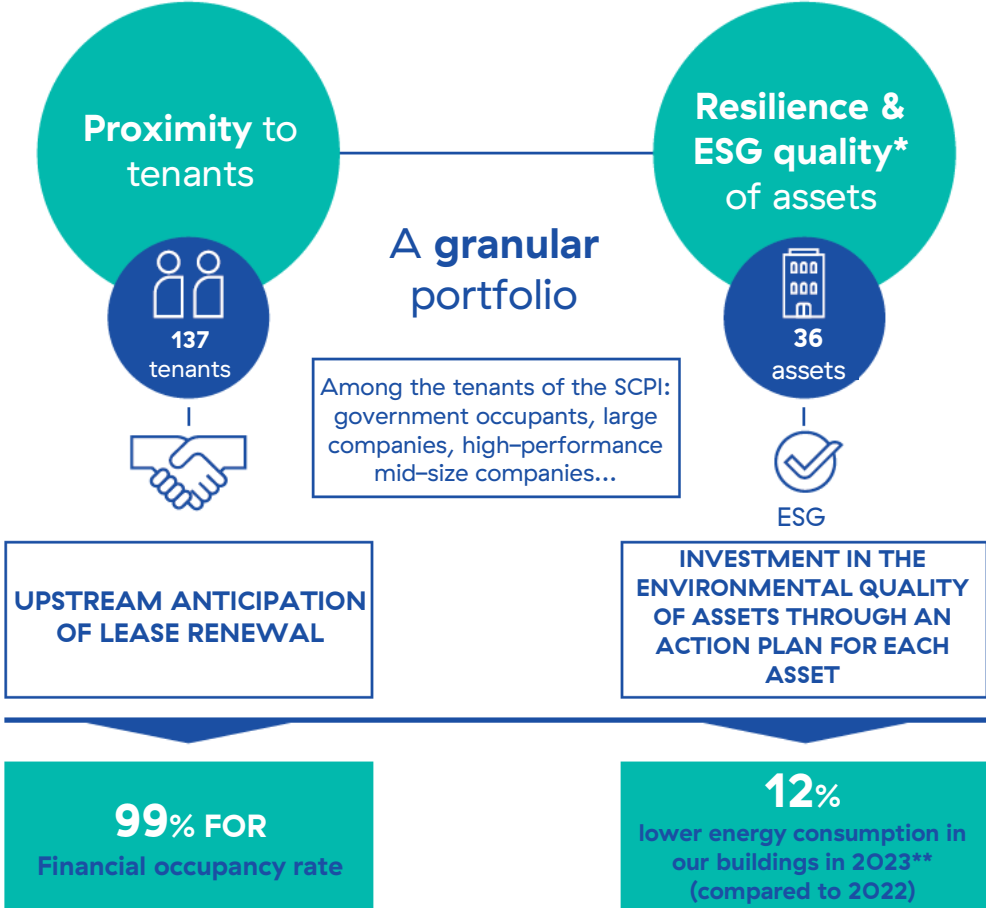 Proximity to
tenants
137
tenants
A granular
portfolio
Among the tenants of the SCPI:
government occupants, large
companies, high-performance
mid-size companies...
Resilience &
ESG quality*
of assets
36
assets
ESG
UPSTREAM ANTICIPATION
OF LEASE RENEWAL
INVESTMENT IN THE
ENVIRONMENTAL QUALITY
OF ASSETS THROUGH AN
ACTION PLAN FOR EACH
ASSET
99% FOR
Financial occupancy rate
12%
lower energy consumption in
our buildings in 2023**
(compared to 2022)